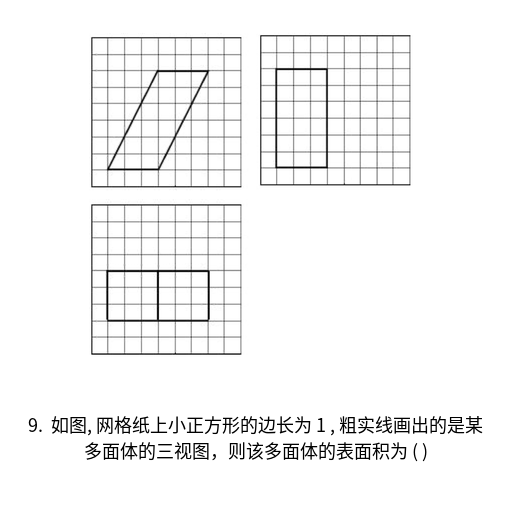 9. 如图, 网格纸上小正方形的边长为 1 , 粗实线画出的是某
多面体的三视图，则该多面体的表面积为 ( )